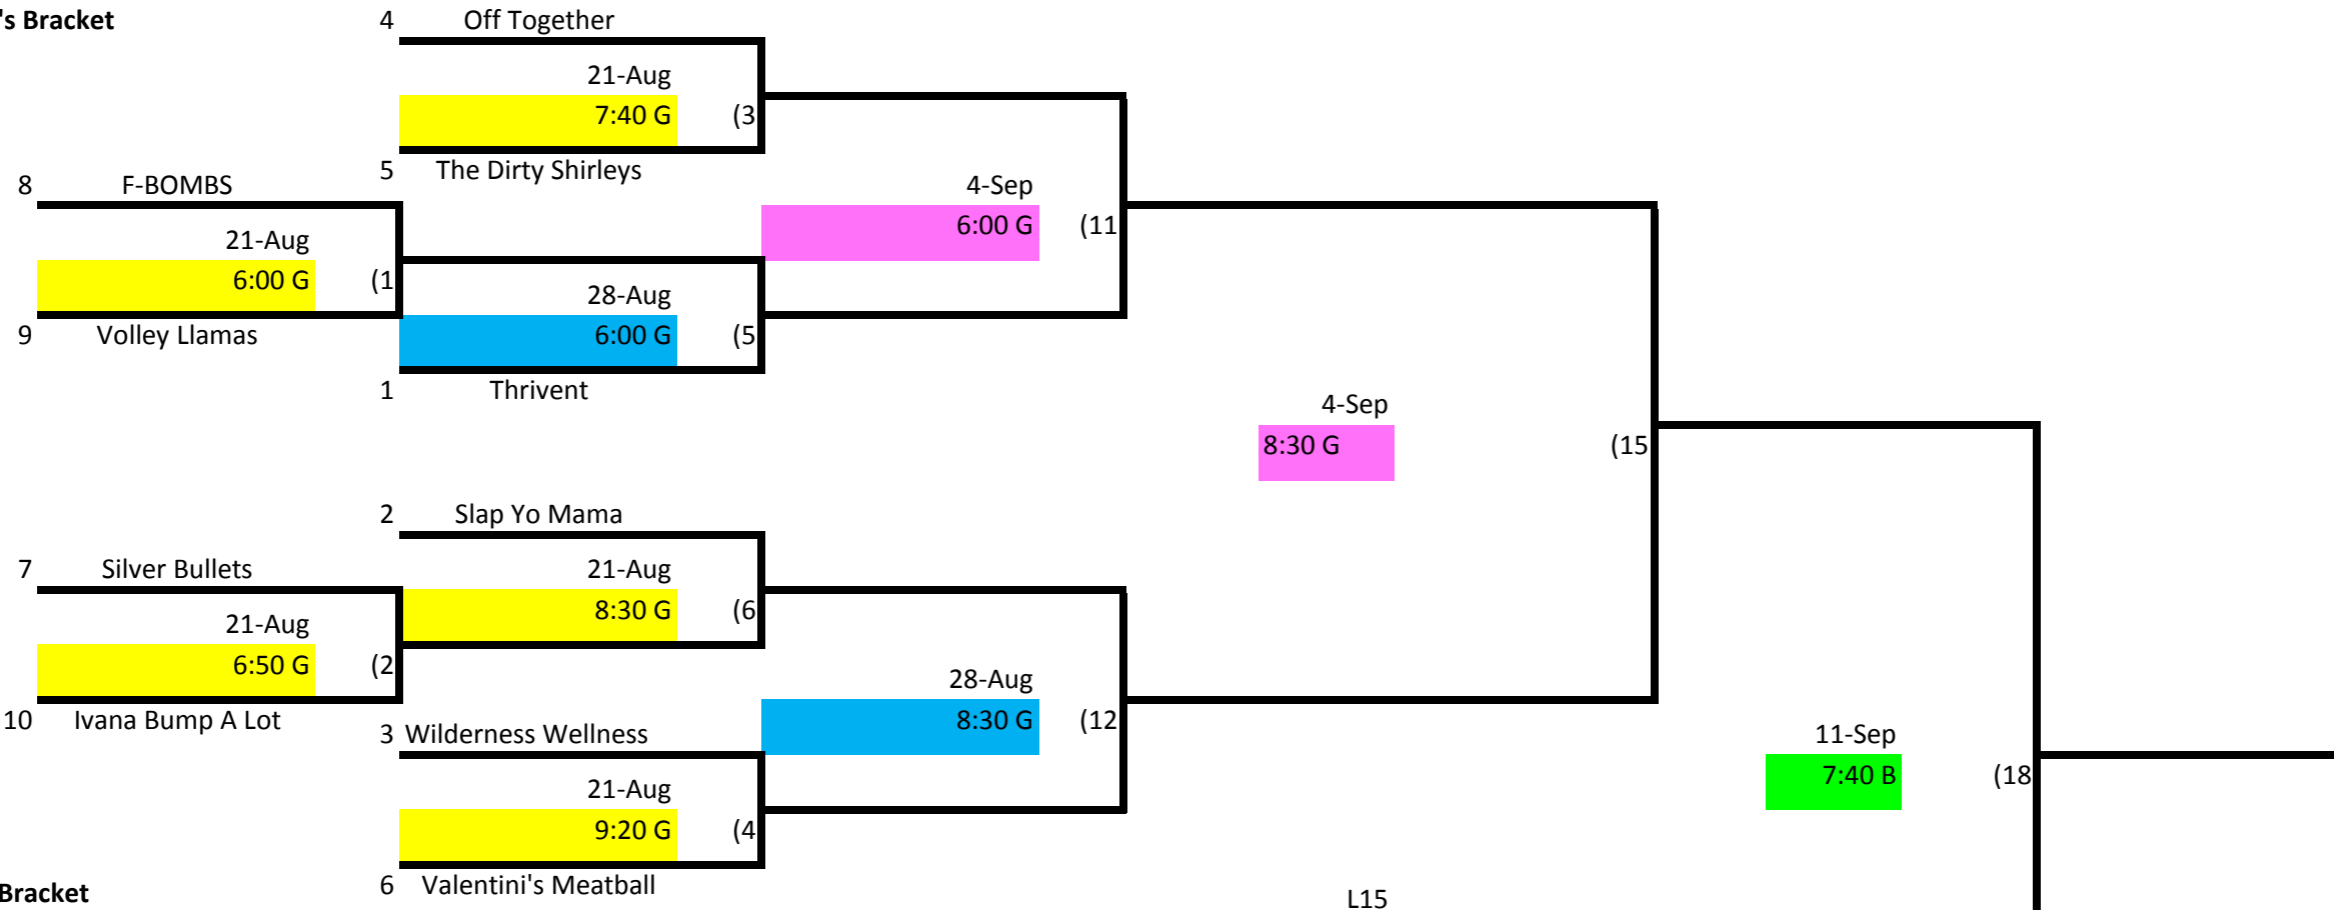 's Bracket
4 Off Together
21-Aug
7:40 G (3
5 The Dirty Shirleys
8 F-BOMBS
4-Sep
6:00 G (11
21-Aug
6:00 G (1
28-Aug
6:00 G (5
9 Volley Llamas
1 Thrivent
4-Sep
8:30 G (15
2 Slap Yo Mama
7 Silver Bullets
21-Aug
8:30 G (6
21-Aug
6:50 G (2
28-Aug
8:30 G (12
10 Ivana Bump A Lot
3 Wilderness Wellness
11-Sep
7:40 B (18
21-Aug
9:20 G (4
6 Valentini's Meatball
Bracket
L15